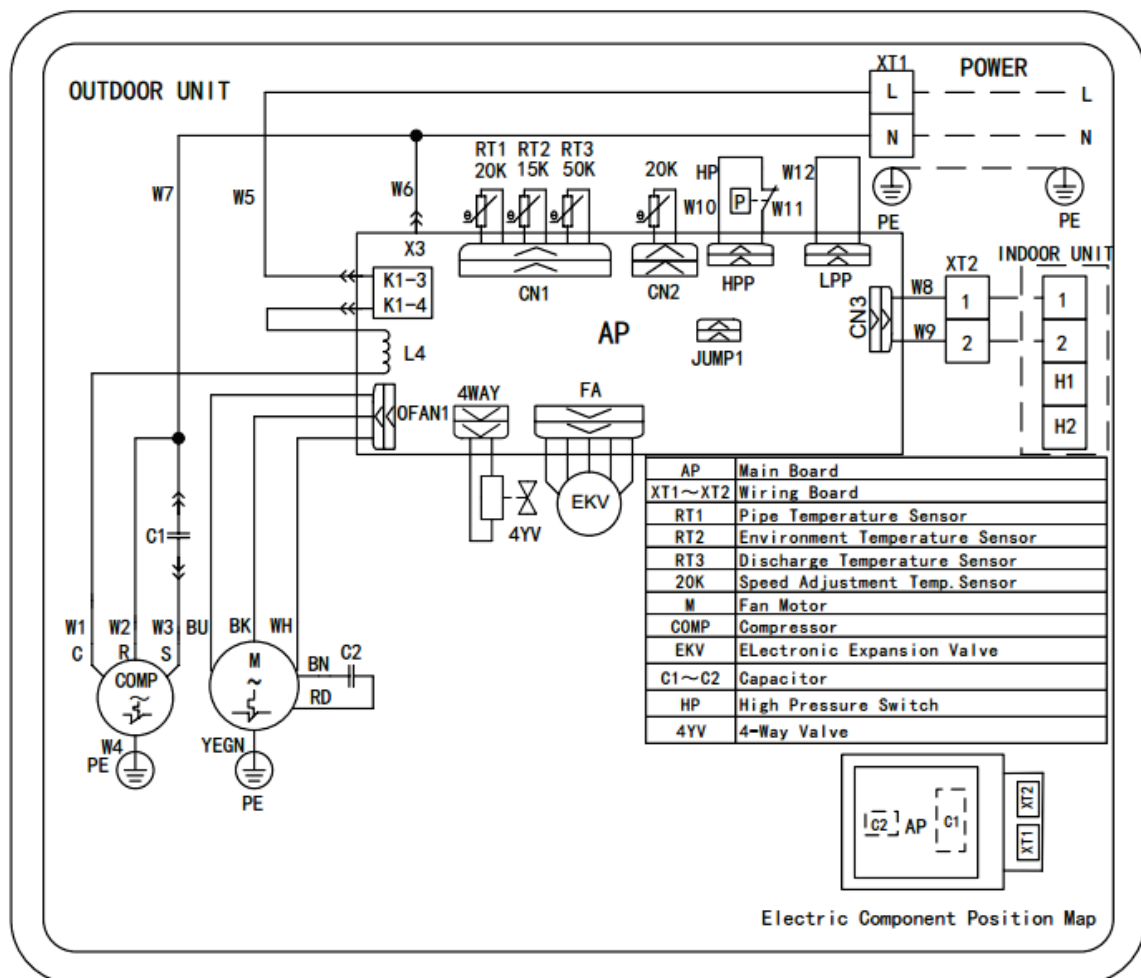 OUTDOOR UNIT
XT1
POWER
L
L
N
N
PE
PE
W7
W5
W6
RT1 RT2 RT3
20K 15K 50K
20K
HP
W12
W10
P
W11
θ
θ
θ
θ
X3
K1-3
K1-4
CN1
CN2
HPP
LPP
XT2
INDOOR UNIT
W8
W9
CN3
1
2
1
2
H1
H2
AP
JUMP1
L4
OFAN1
4WAY
FA
EKV
4YV
C1
W1
W2
W3
BU
BK
WH
C
R
S
COMP
~
M
~
BN
C2
RD
W4
PE
YEGN
PE
AP Main Board
XT1~XT2 Wiring Board
RT1 Pipe Temperature Sensor
RT2 Environment Temperature Sensor
RT3 Discharge Temperature Sensor
20K Speed Adjustment Temp.Sensor
M Fan Motor
COMP Compressor
EKV ELectronic Expansion Valve
C1~C2 Capacitor
HP High Pressure Switch
4YV 4-Way Valve
C2
AP
C1
XT2
XT1
Electric Component Position Map